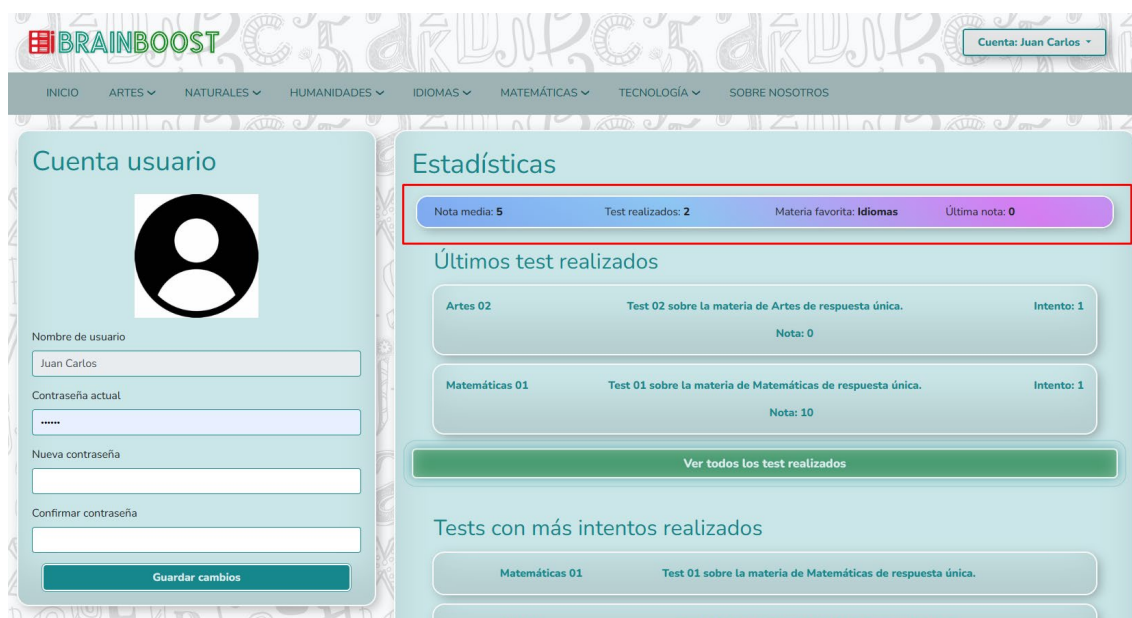 BRAINBOOST
Cuenta: Juan Carlos
INICIO ARTES NATURALES HUMANIDADES IDIOMAS MATEMÁTICAS TECNOLOGÍA SOBRE NOSOTROS
Cuenta usuario
Nombre de usuario
Juan Carlos
Contraseña actual
••••••
Nueva contraseña
Confirmar contraseña
Guardar cambios
Estadísticas
Nota media: 5 Test realizados: 2 Materia favorita: Idiomas Última nota: 0
Últimos test realizados
Artes 02 Test 02 sobre la materia de Artes de respuesta única. Intento: 1
Nota: 0
Matemáticas 01 Test 01 sobre la materia de Matemáticas de respuesta única. Intento: 1
Nota: 10
Ver todos los test realizados
Tests con más intentos realizados
Matemáticas 01 Test 01 sobre la materia de Matemáticas de respuesta única.